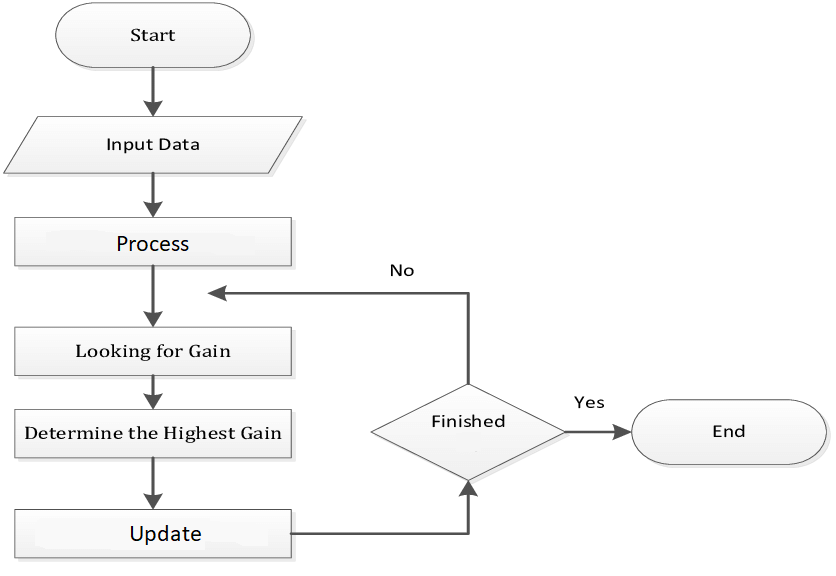 Start
Input Data
Process
No
Looking for Gain
Determine the Highest Gain
Finished
Yes
End
Update